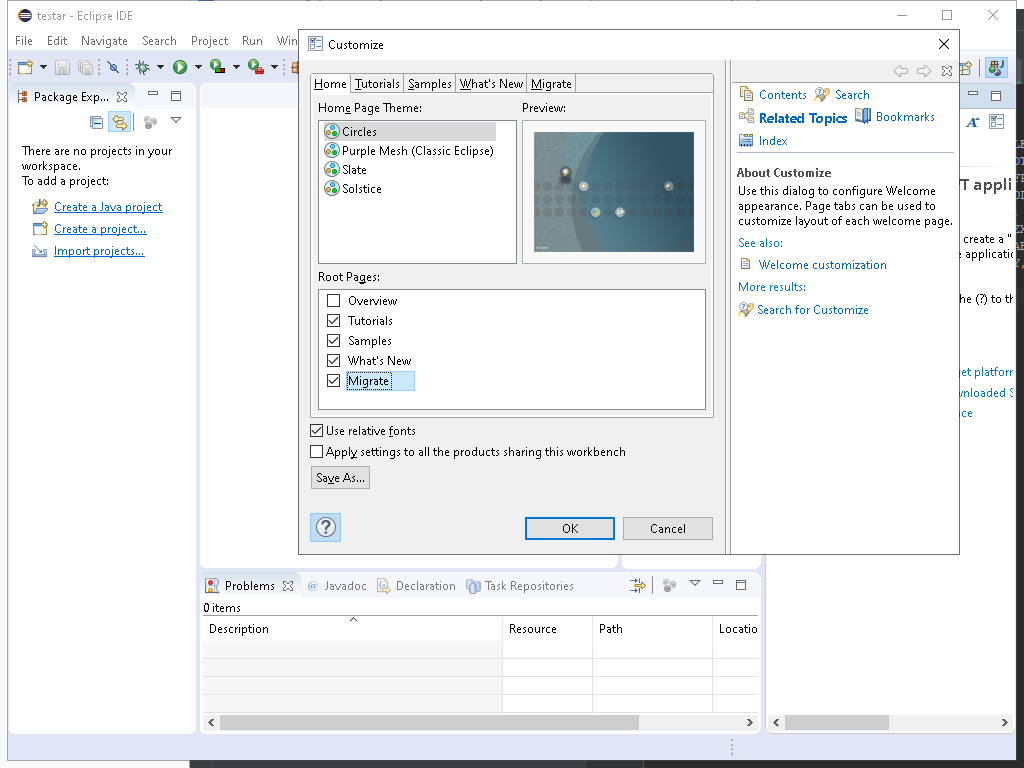 testar - Eclipse IDE
File Edit Navigate Search Project Run Win
Package Exp...
There are no projects in your
workspace.
To add a project:
Create a Java project
Create a project...
Import projects...
Customize
Home Tutorials Samples What's New Migrate
Home Page Theme:
Preview:
Circles
Purple Mesh (Classic Eclipse)
Slate
Solstice
Root Pages:
Overview
Tutorials
Samples
What's New
Migrate
Use relative fonts
Apply settings to all the products sharing this workbench
Save As...
?
OK Cancel
Contents Search
Related Topics Bookmarks
Index
About Customize
Use this dialog to configure Welcome
appearance. Page tabs can be used to
customize layout of each welcome page.
See also:
Welcome customization
More results:
Search for Customize
T appli
create a "
e applicatio
he (?) to th
et platform
wnloaded S
ce
Problems @ Javadoc Declaration Task Repositories
0 items
Description Resource Path Locatio